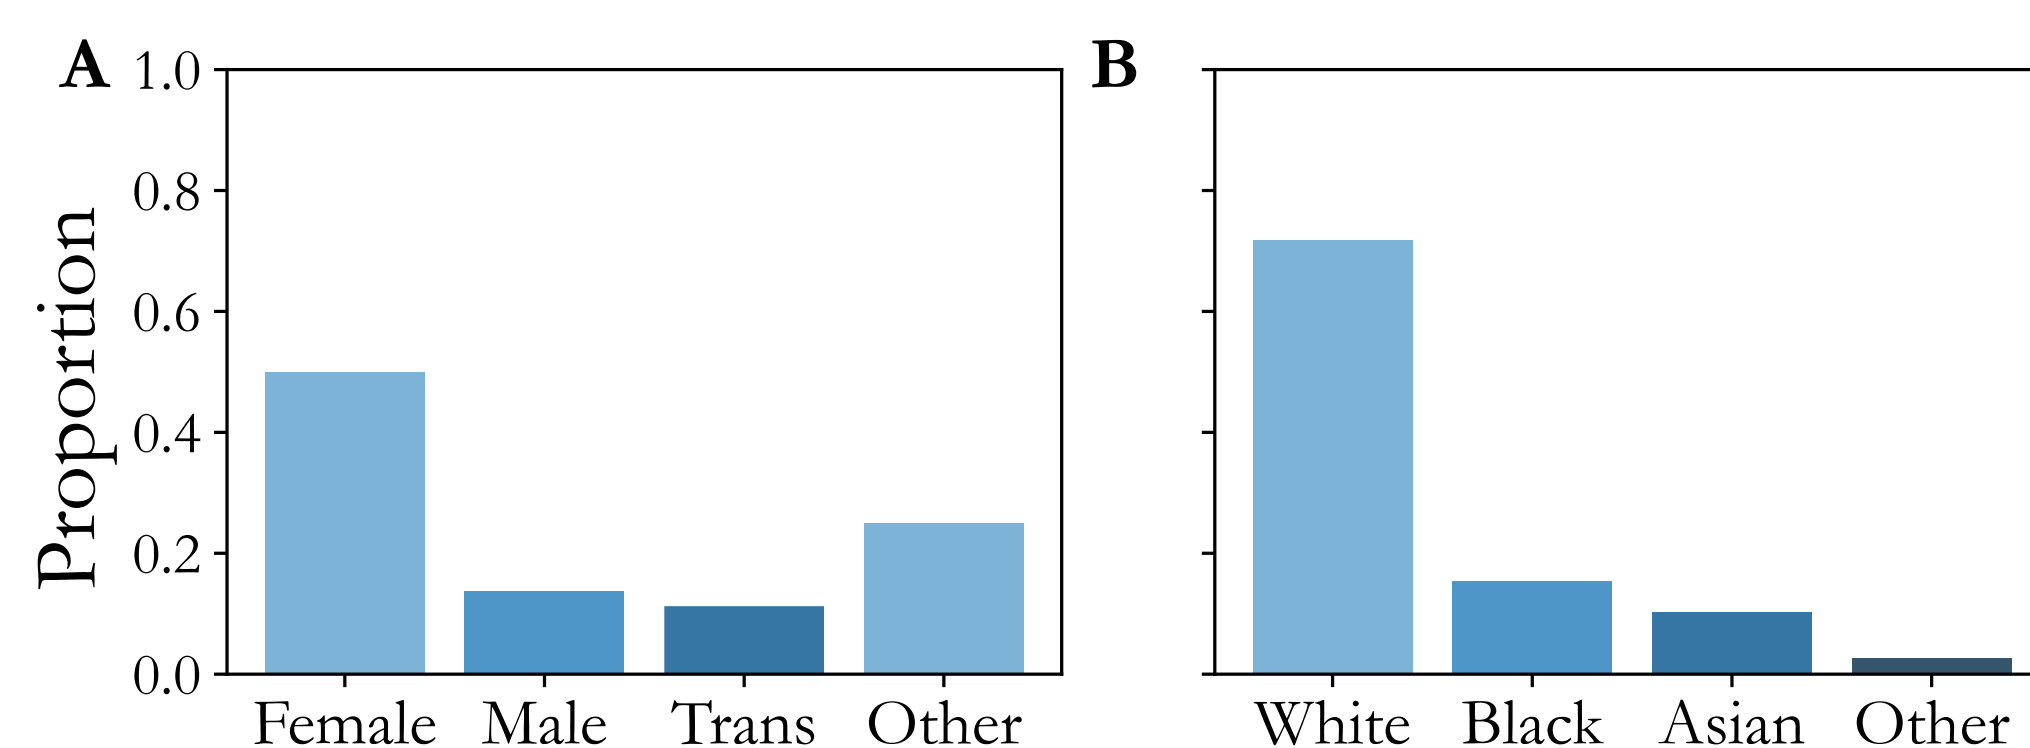 A
1.0
0.8
0.6
0.4
0.2
0.0
Proportion
Female Male Trans Other
B
White Black Asian Other